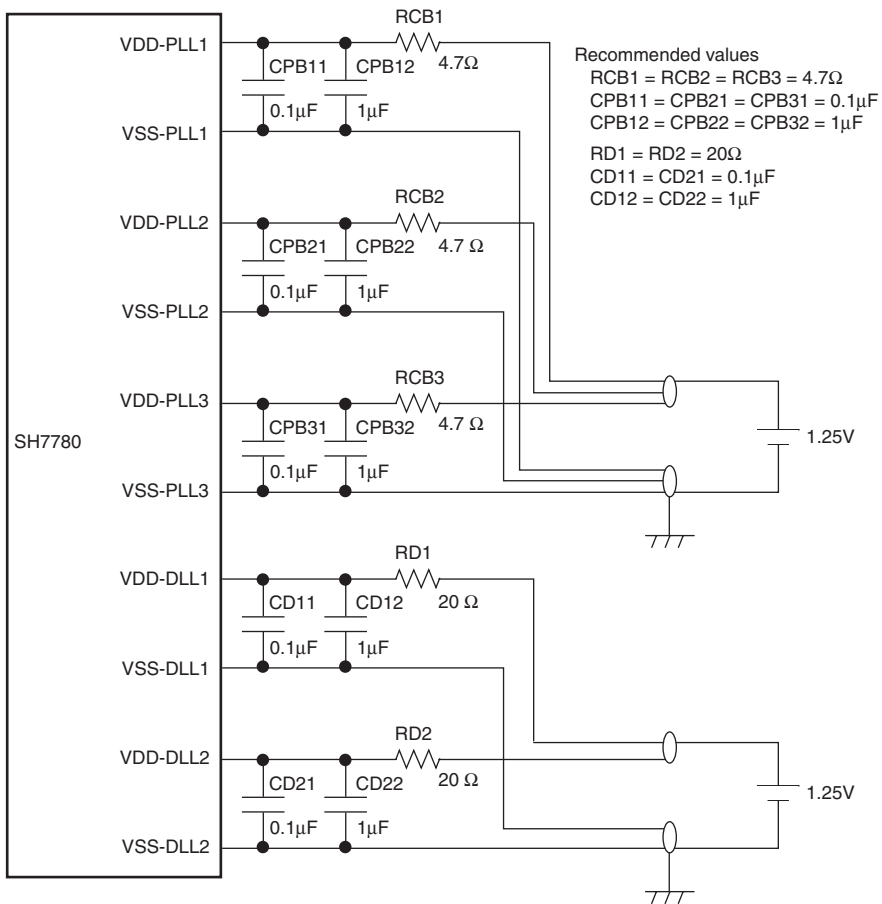 RCB1
VDD-PLL1
CPB11 CPB12 4.7Ω
0.1μF 1μF
VSS-PLL1
Recommended values
RCB1 = RCB2 = RCB3 = 4.7Ω
CPB11 = CPB21 = CPB31 = 0.1μF
CPB12 = CPB22 = CPB32 = 1μF
RD1 = RD2 = 20Ω
CD11 = CD21 = 0.1μF
CD12 = CD22 = 1μF
RCB2
VDD-PLL2
CPB21 CPB22 4.7 Ω
0.1μF 1μF
VSS-PLL2
RCB3
VDD-PLL3
CPB31 CPB32 4.7 Ω
SH7780
1.25V
0.1μF 1μF
VSS-PLL3
RD1
VDD-DLL1
CD11 CD12 20 Ω
0.1μF 1μF
VSS-DLL1
RD2
VDD-DLL2
CD21 CD22 20 Ω
1.25V
0.1μF 1μF
VSS-DLL2